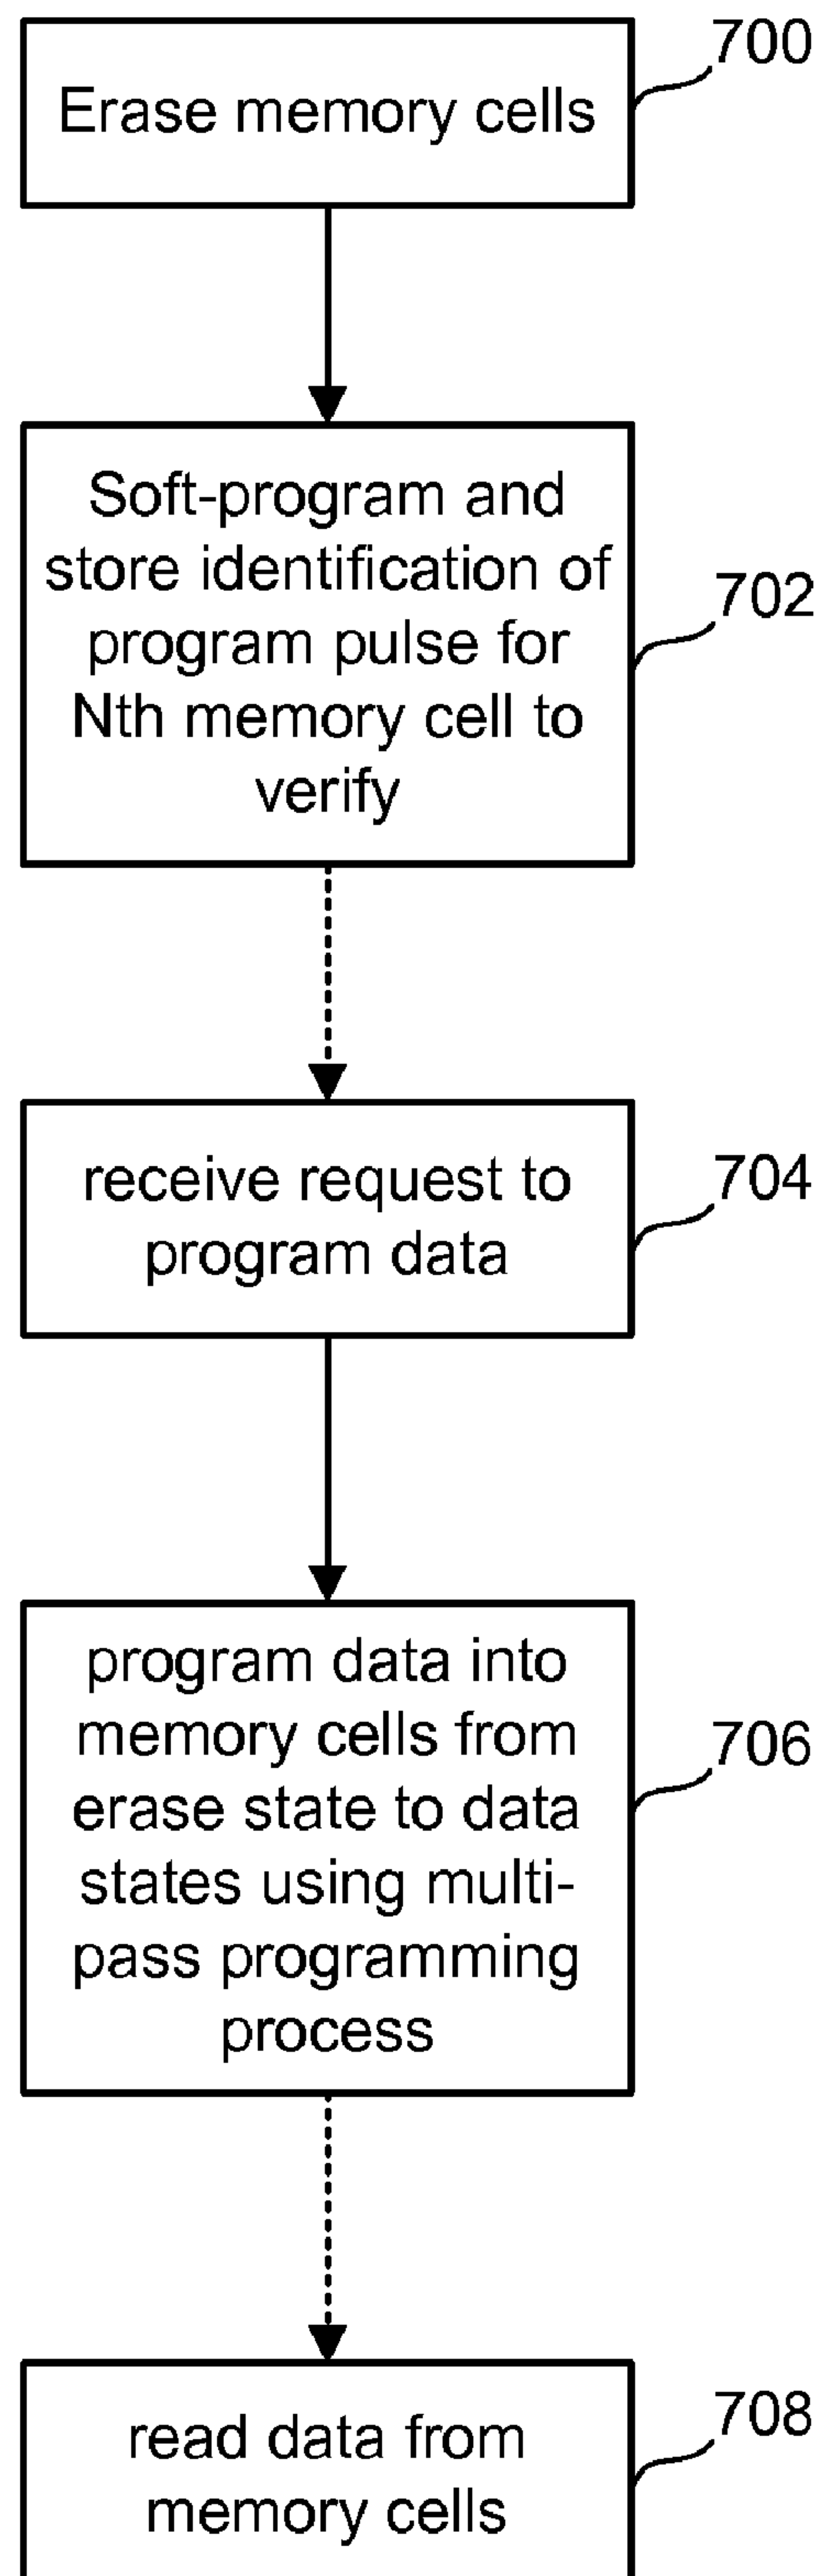 700
Erase memory cells
Soft-program and
store identification of
program pulse for
Nth memory cell to
verify
702
receive request to
program data
704
program data into
memory cells from
erase state to data
states using multi-
pass programming
process
706
read data from
memory cells
708